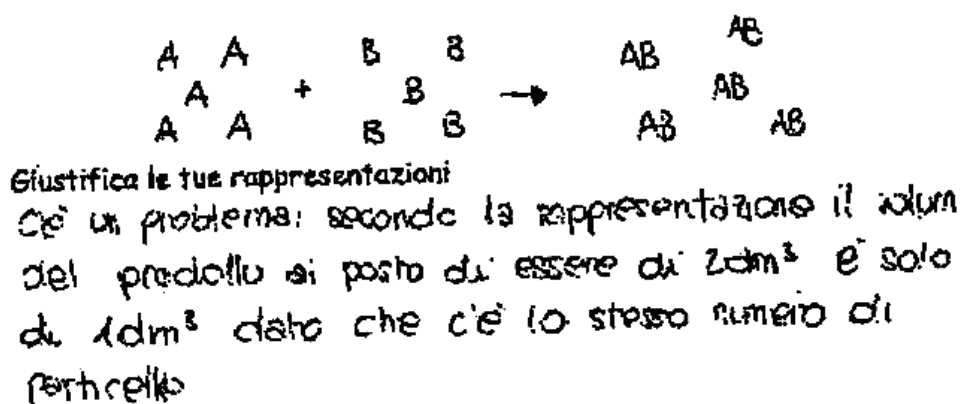 A A B B AB AB
A + B → AB
A A B B AB AB
Giustifica le tue rappresentazioni
C'è un problema: secondo la rappresentazione il volum
del prodotto al posto di essere di 2dm³ è solo
di 1dm³ dato che c'è lo stesso numero di
particelle